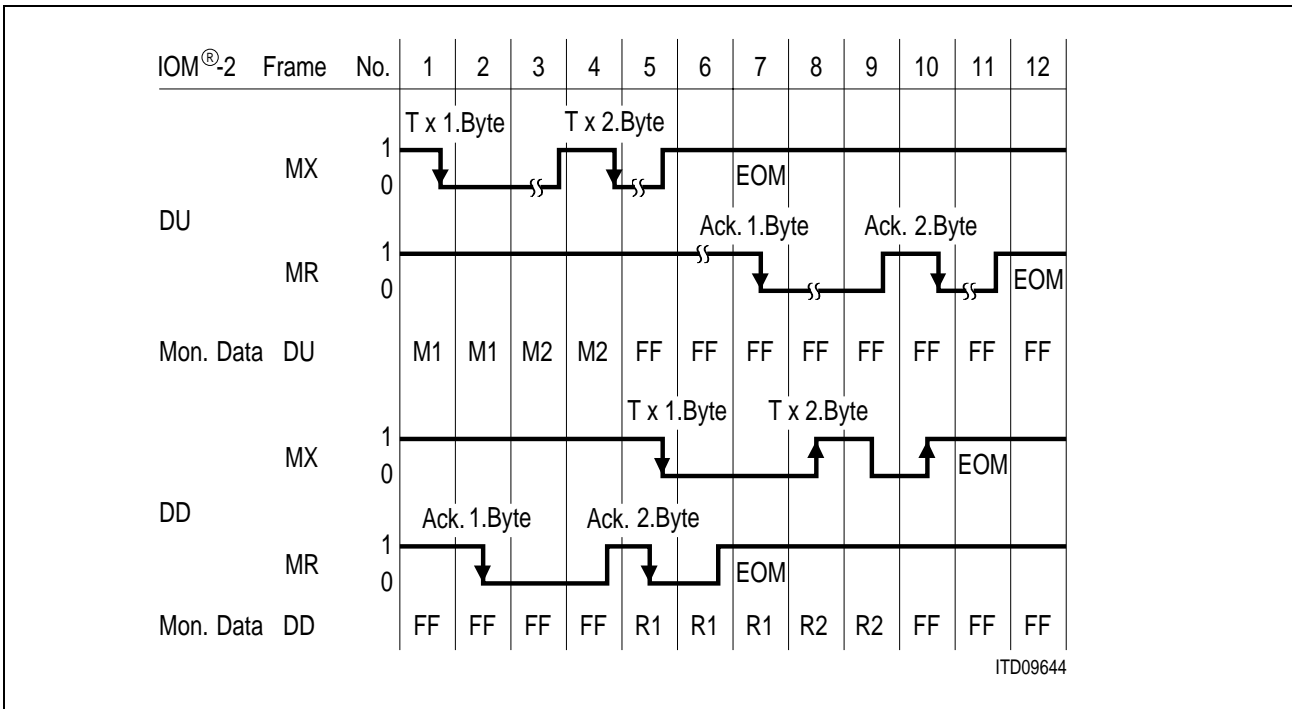 IOM®-2 Frame No. 1 2 3 4 5 6 7 8 9 10 11 12
T x 1.Byte T x 2.Byte
1
MX EOM
0
DU
Ack. 1.Byte Ack. 2.Byte
1
MR EOM
0
Mon. Data DU M1 M1 M2 M2 FF FF FF FF FF FF FF FF
T x 1.Byte T x 2.Byte
1
MX EOM
0
DD
Ack. 1.Byte Ack. 2.Byte
1
MR EOM
0
Mon. Data DD FF FF FF FF R1 R1 R1 R2 R2 FF FF FF
ITD09644